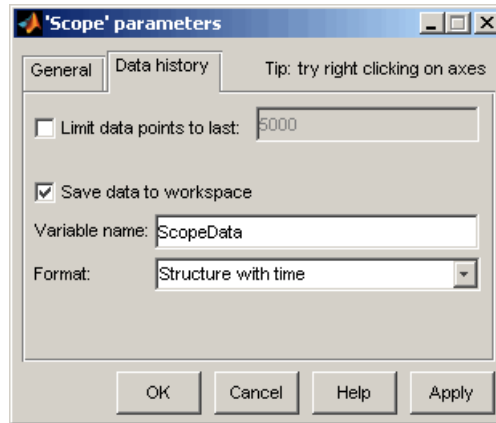 'Scope' parameters
General Data history Tip: try right clicking on axes
Limit data points to last: 5000
Save data to workspace
Variable name: ScopeData
Format: Structure with time
OK Cancel Help Apply